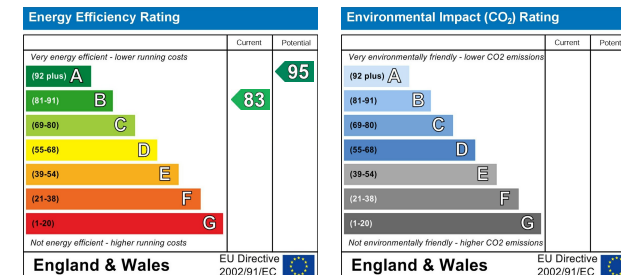 Energy Efficiency Rating
Current Potential
Very energy efficient - lower running costs
(92 plus) A
95
(81-91) B
83
(69-80) C
(55-68) D
(39-54) E
(21-38) F
(1-20) G
Not energy efficient - higher running costs
England & Wales
EU Directive
2002/91/EC
Environmental Impact (CO₂) Rating
Current Potent
Very environmentally friendly - lower CO2 emissions
(92 plus) A
(81-91) B
(69-80) C
(55-68) D
(39-54) E
(21-38) F
(1-20) G
Not environmentally friendly - higher CO2 emissions
England & Wales
EU Directive
2002/91/EC